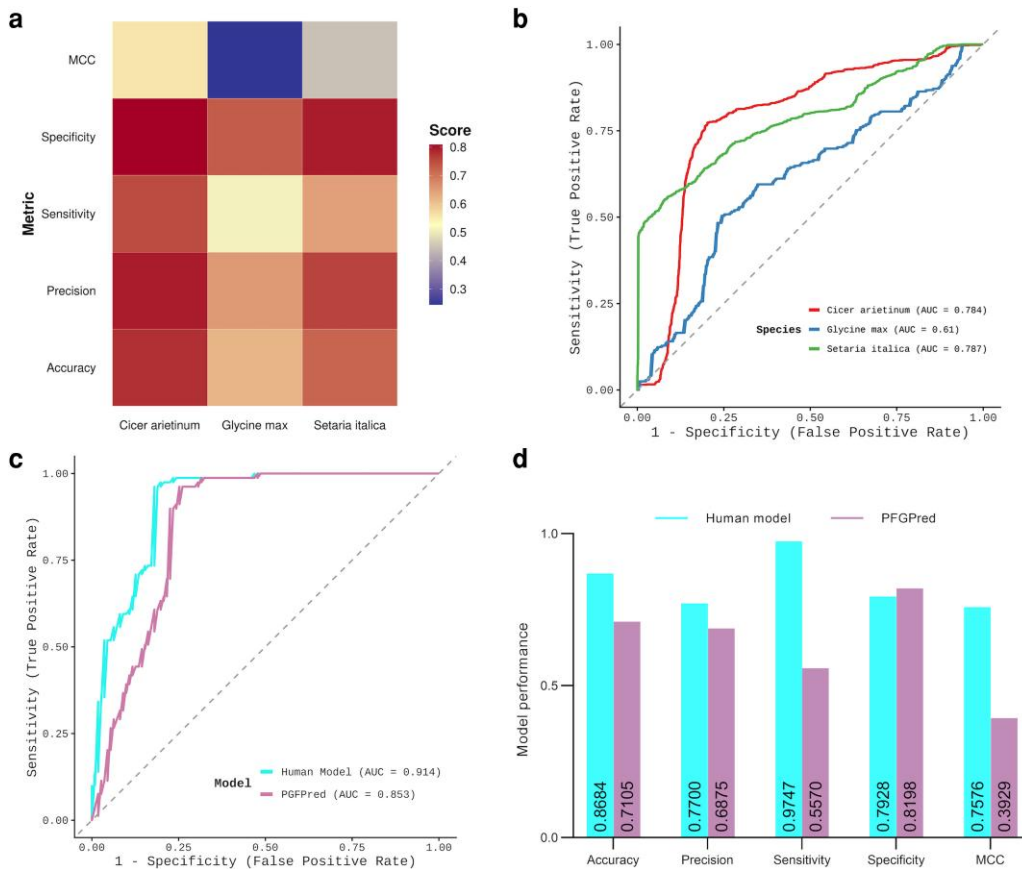 a
MCC
Specificity
Sensitivity
Precision
Accuracy
Metric
Cicer arietinum
Glycine max
Setaria italica
Score
0.8
0.7
0.6
0.5
0.4
0.3
b
1.00
0.75
0.50
0.25
0.00
Sensitivity (True Positive Rate)
Species
Cicer arietinum (AUC = 0.784)
Glycine max (AUC = 0.61)
Setaria italica (AUC = 0.787)
0.00
0.25
0.50
0.75
1.00
1 - Specificity (False Positive Rate)
c
1.00
0.75
0.50
0.25
0.00
Sensitivity (True Positive Rate)
Model
Human Model (AUC = 0.914)
PGFPred (AUC = 0.853)
0.00
0.25
0.50
0.75
1.00
1 - Specificity (False Positive Rate)
d
Human model
PFGPred
1.0
0.5
0.0
Model performance
0.8684
0.7105
0.7700
0.6875
0.9747
0.5570
0.7928
0.8198
0.7576
0.3929
Accuracy
Precision
Sensitivity
Specificity
MCC